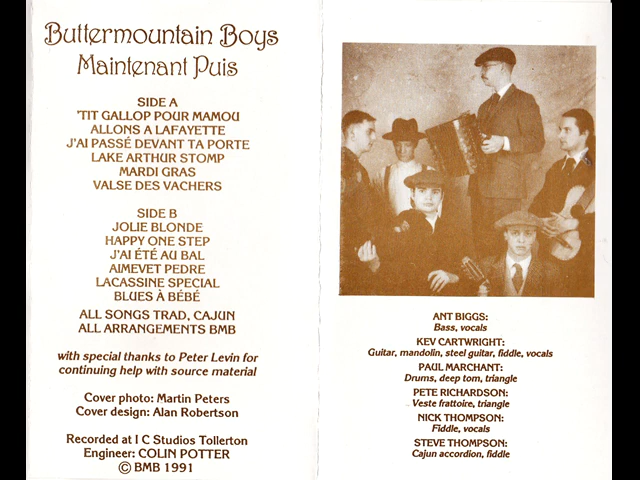 Buttermountain Boys
Maintenant Puis
SIDE A
'TIT GALLOP POUR MAMOU
ALLONS A LAFAYETTE
J'AI PASSÉ DEVANT TA PORTE
LAKE ARTHUR STOMP
MARDI GRAS
VALSE DES VACHERS
SIDE B
JOLIE BLONDE
HAPPY ONE STEP
J'AI ÉTÉ AU BAL
AIMEVET PEDRE
LACASSINE SPECIAL
BLUES À BÉBÉ
ALL SONGS TRAD, CAJUN
ALL ARRANGEMENTS BMB
with special thanks to Peter Levin for
continuing help with source material
Cover photo: Martin Peters
Cover design: Alan Robertson
Recorded at I C Studios Tollerton
Engineer: COLIN POTTER
© BMB 1991
ANT BIGGS:
Bass, vocals
KEV CARTWRIGHT:
Guitar, mandolin, steel guitar, fiddle, vocals
PAUL MARCHANT:
Drums, deep tom, triangle
PETE RICHARDSON:
Veste frattoire, triangle
NICK THOMPSON:
Fiddle, vocals
STEVE THOMPSON:
Cajun accordion, fiddle